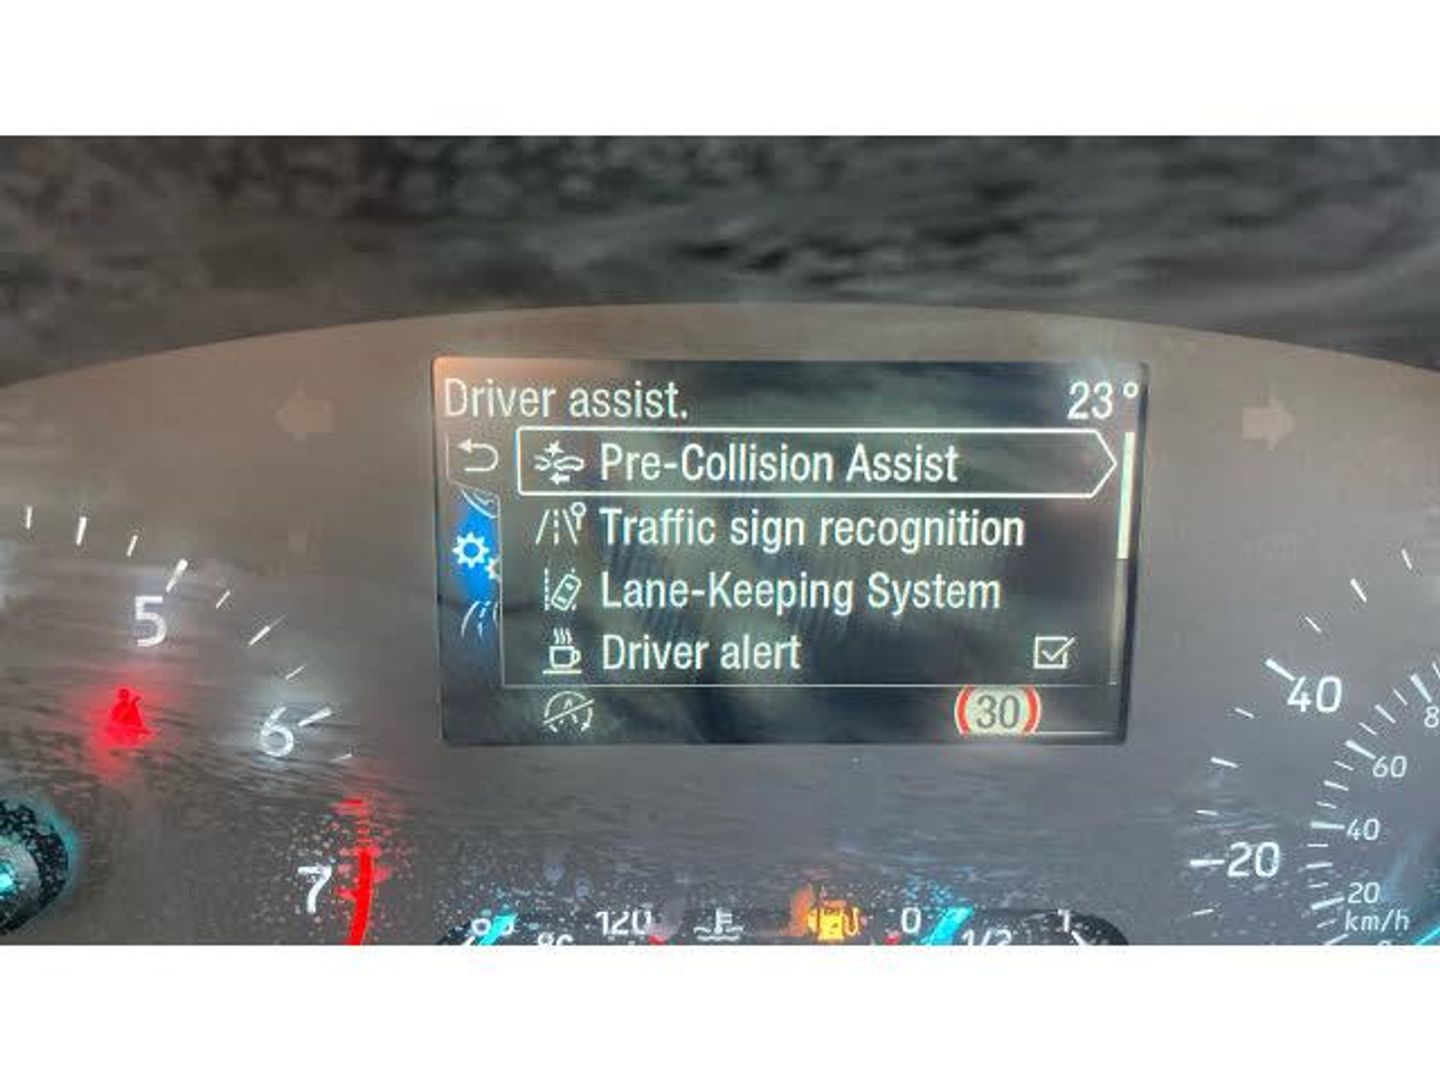 Driver assist. 23°
Pre-Collision Assist
Traffic sign recognition
Lane-Keeping System
Driver alert
30
5
6
7
40
20
60
40
20
km/h
120
0
1/2
1